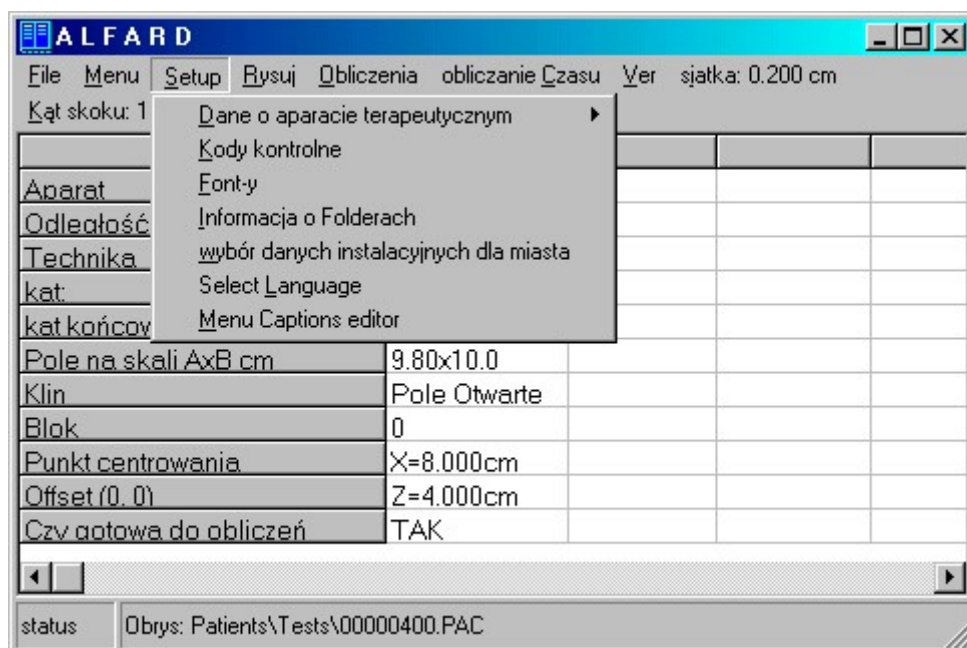 ALFARD
File Menu Setup Rysuj Obliczenia obliczanie Czasu Ver sjatka: 0.200 cm
Kąt skoku: 1
Dane o aparacie terapeutycznym
Kody kontrolne
Font-y
Informacja o Folderach
wybór danych instalacyjnych dla miasta
Select Language
Menu Captions editor
Aparat
Odległość
Technika
kat:
kat końcow
Pole na skali AxB cm 9.80x10.0
Klin Pole Otwarte
Blok 0
Punkt centrowania X=8.000cm
Offset (0. 0) Z=4.000cm
Czy gotowa do obliczeń TAK
status Obrys: Patients\Tests\00000400.PAC